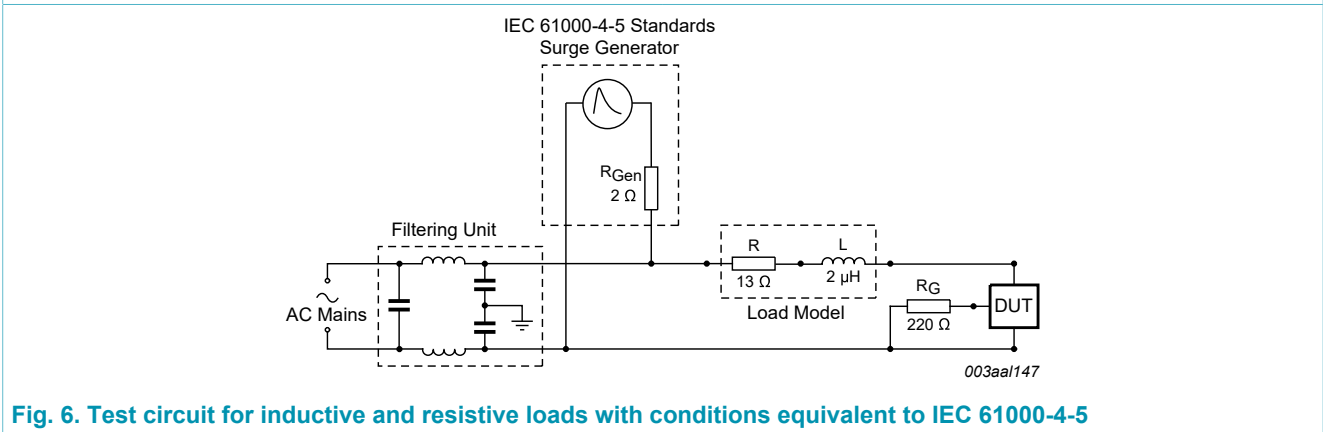 IEC 61000-4-5 Standards
Surge Generator
RGen
2 Ω
Filtering Unit
R
L
13 Ω
2 μH
Load Model
RG
220 Ω
DUT
AC Mains
003aal147
Fig. 6. Test circuit for inductive and resistive loads with conditions equivalent to IEC 61000-4-5